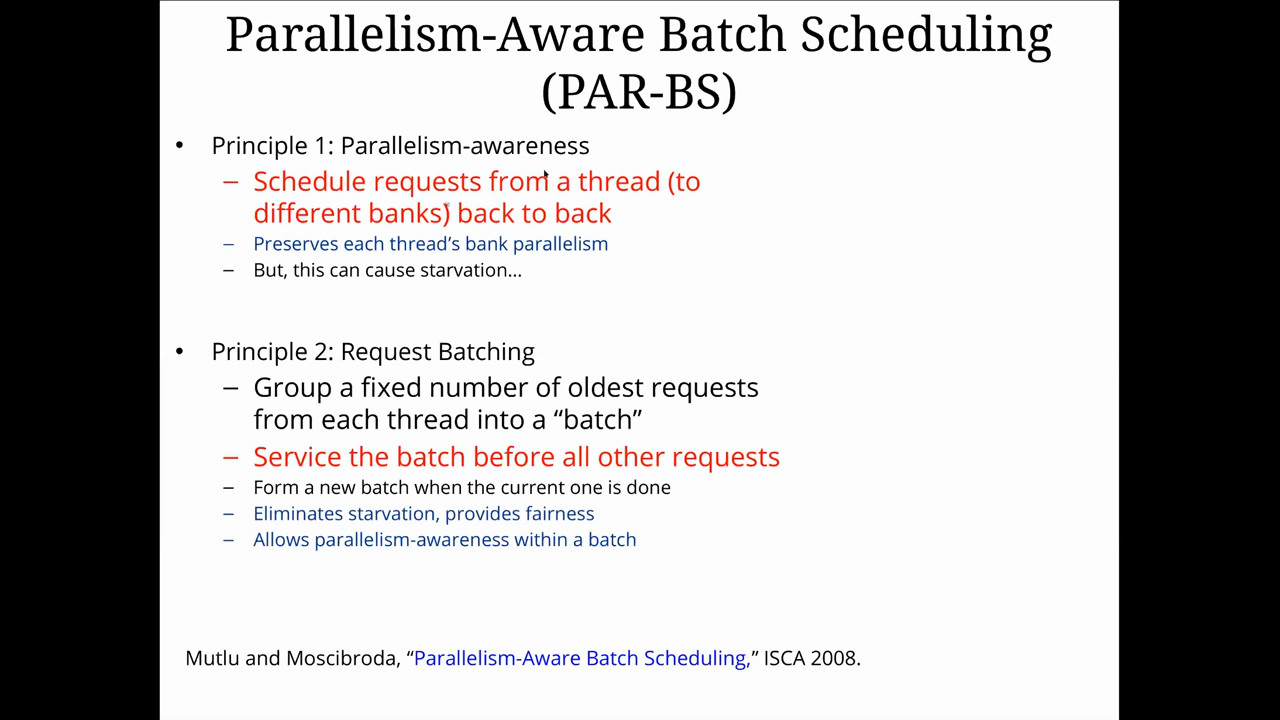 Parallelism-Aware Batch Scheduling
(PAR-BS)
• Principle 1: Parallelism-awareness
– Schedule requests from a thread (to
different banks) back to back
– Preserves each thread’s bank parallelism
– But, this can cause starvation…
• Principle 2: Request Batching
– Group a fixed number of oldest requests
from each thread into a “batch”
– Service the batch before all other requests
– Form a new batch when the current one is done
– Eliminates starvation, provides fairness
– Allows parallelism-awareness within a batch
Mutlu and Moscibroda, “Parallelism-Aware Batch Scheduling,” ISCA 2008.